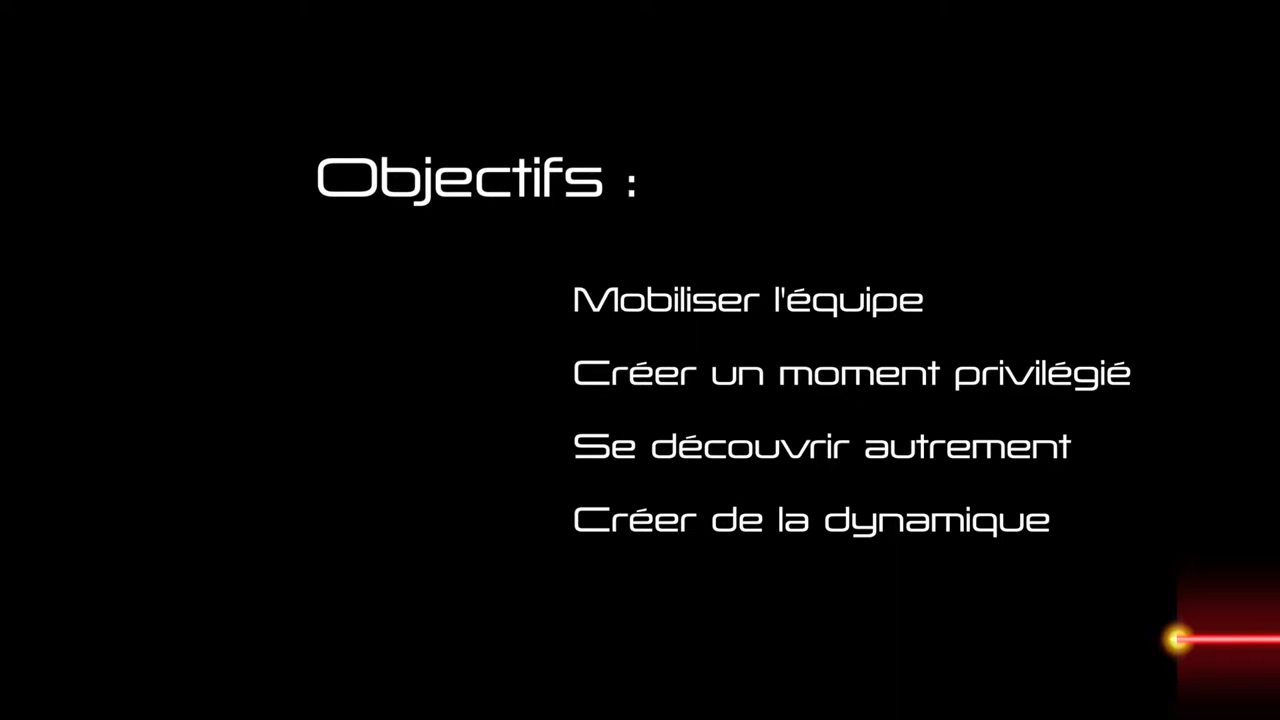 Objectifs :
Mobiliser l'équipe
Créer un moment privilégié
Se découvrir autrement
Créer de la dynamique